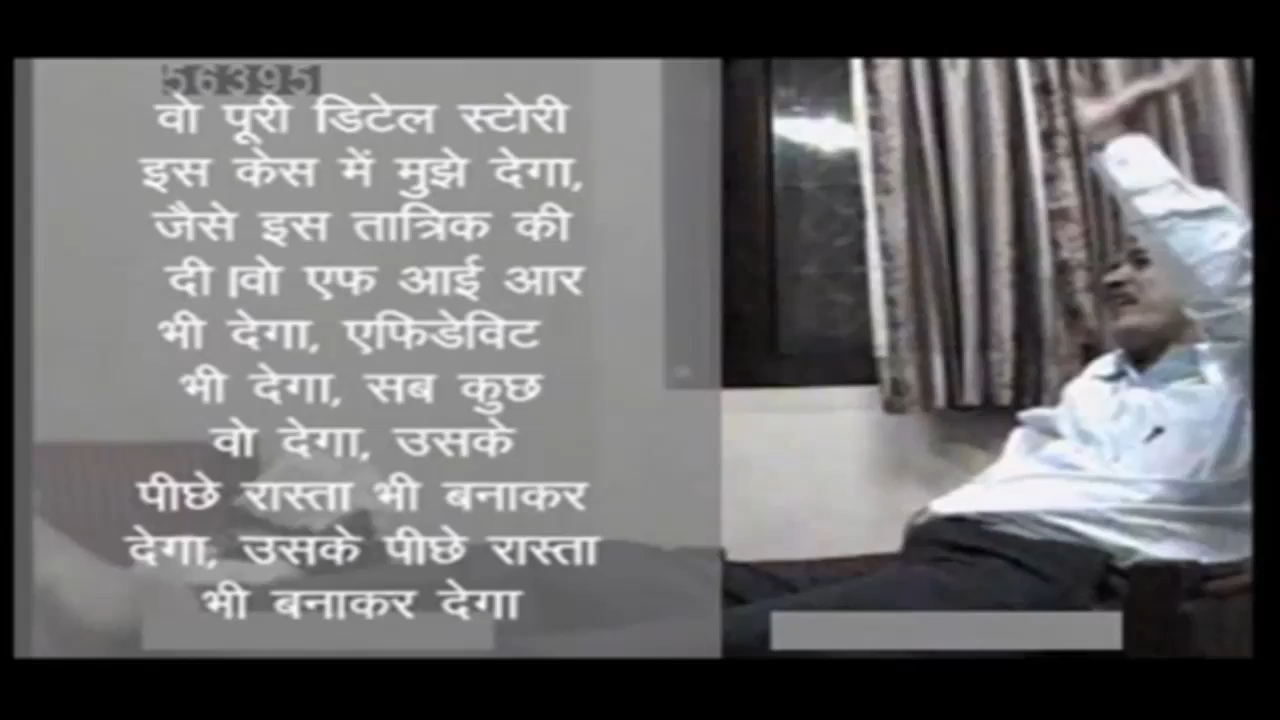 56395
वो पूरी डिटेल स्टोरी
इस केस में मुझे देगा,
जैसे इस तात्रिक की
दी |वो एफ आई आर
भी देगा, एफिडेविट
भी देगा, सब कुछ
वो देगा, उसके
पीछे रास्ता भी बनाकर
देगा, उसके पीछे रास्ता
भी बनाकर देगा